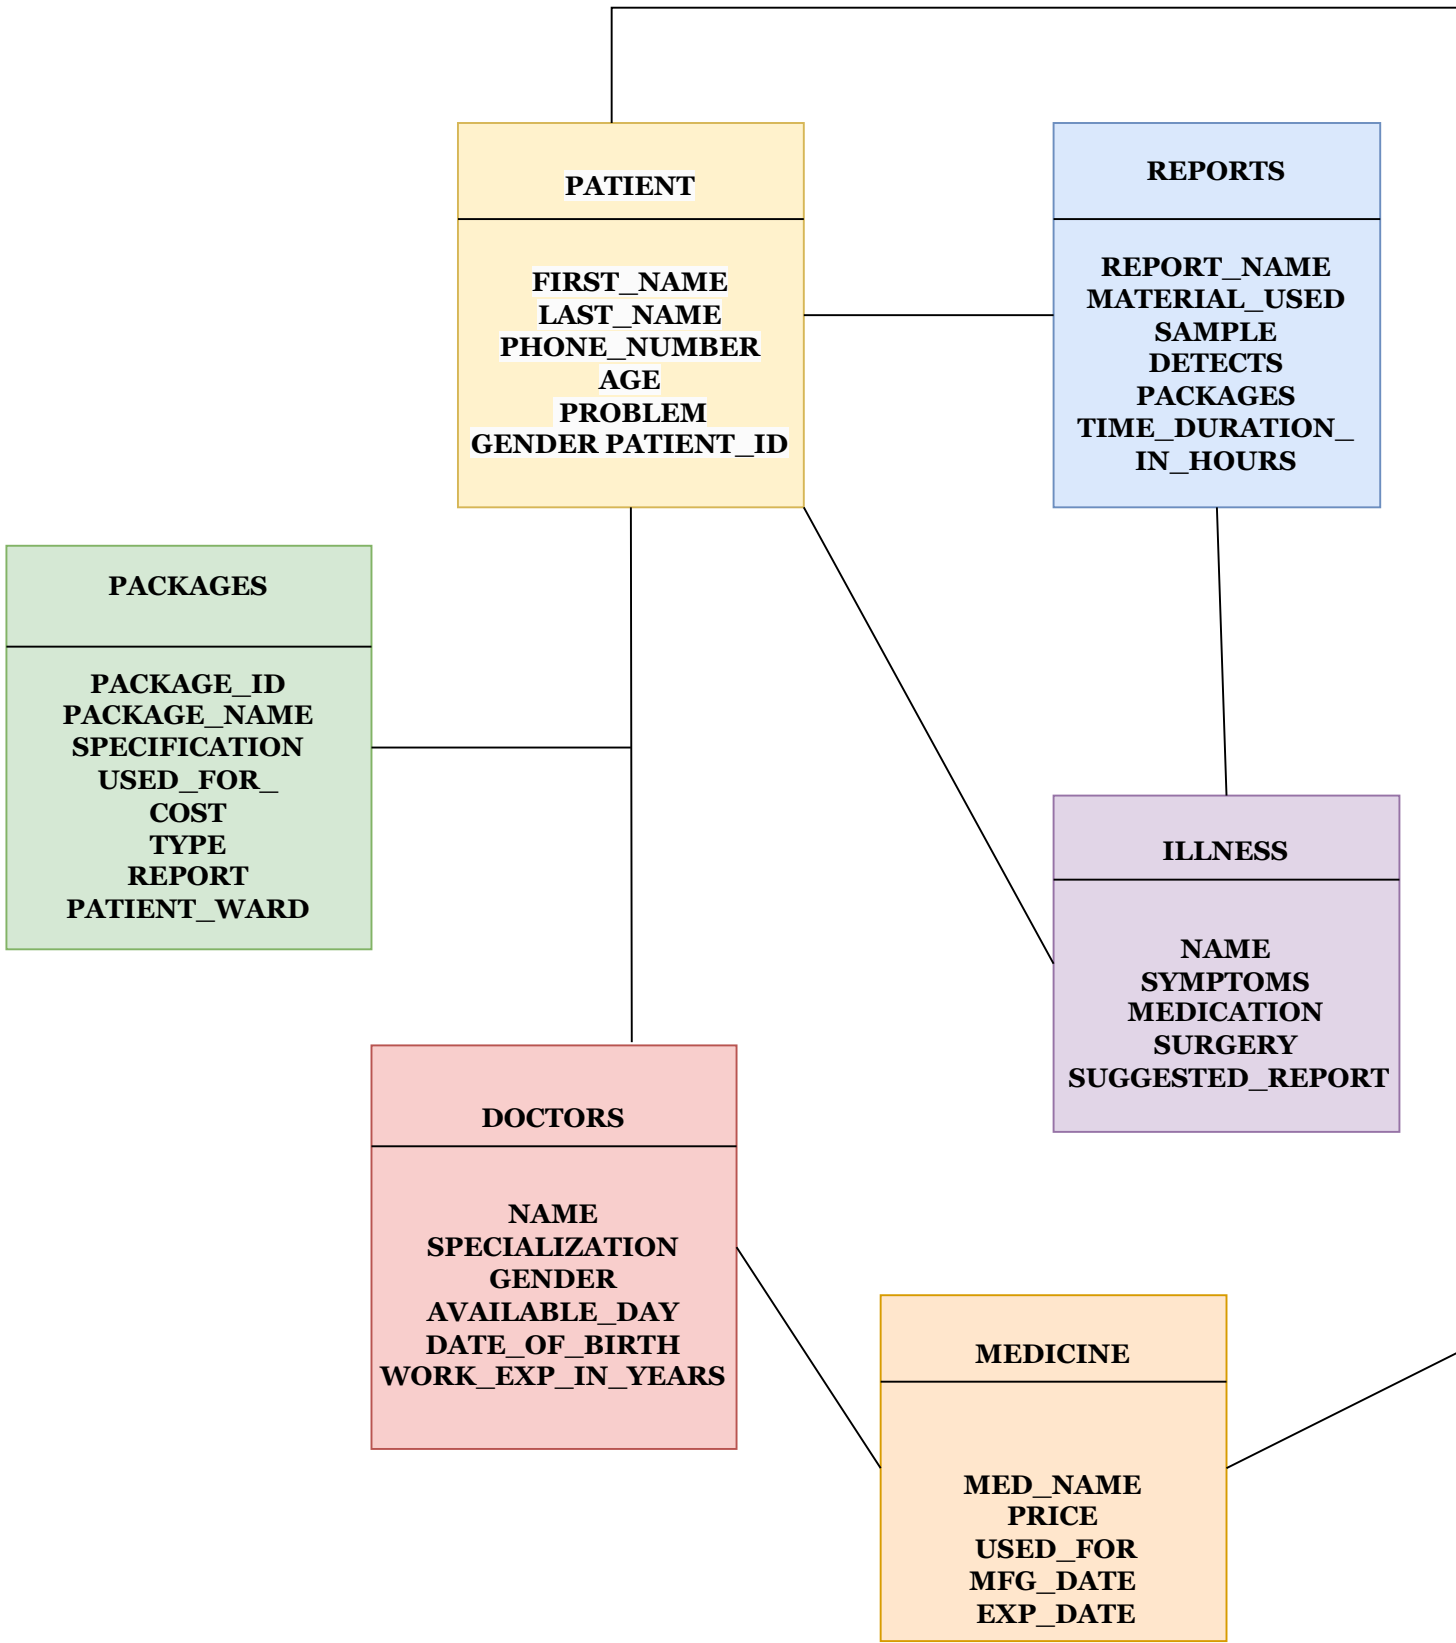 PATIENT
FIRST_NAME
LAST_NAME
PHONE_NUMBER
AGE
PROBLEM
GENDER PATIENT_ID
REPORTS
REPORT_NAME
MATERIAL_USED
SAMPLE
DETECTS
PACKAGES
TIME_DURATION_
IN_HOURS
PACKAGES
PACKAGE_ID
PACKAGE_NAME
SPECIFICATION
USED_FOR_
COST
TYPE
REPORT
PATIENT_WARD
ILLNESS
NAME
SYMPTOMS
MEDICATION
SURGERY
SUGGESTED_REPORT
DOCTORS
NAME
SPECIALIZATION
GENDER
AVAILABLE_DAY
DATE_OF_BIRTH
WORK_EXP_IN_YEARS
MEDICINE
MED_NAME
PRICE
USED_FOR
MFG_DATE
EXP_DATE